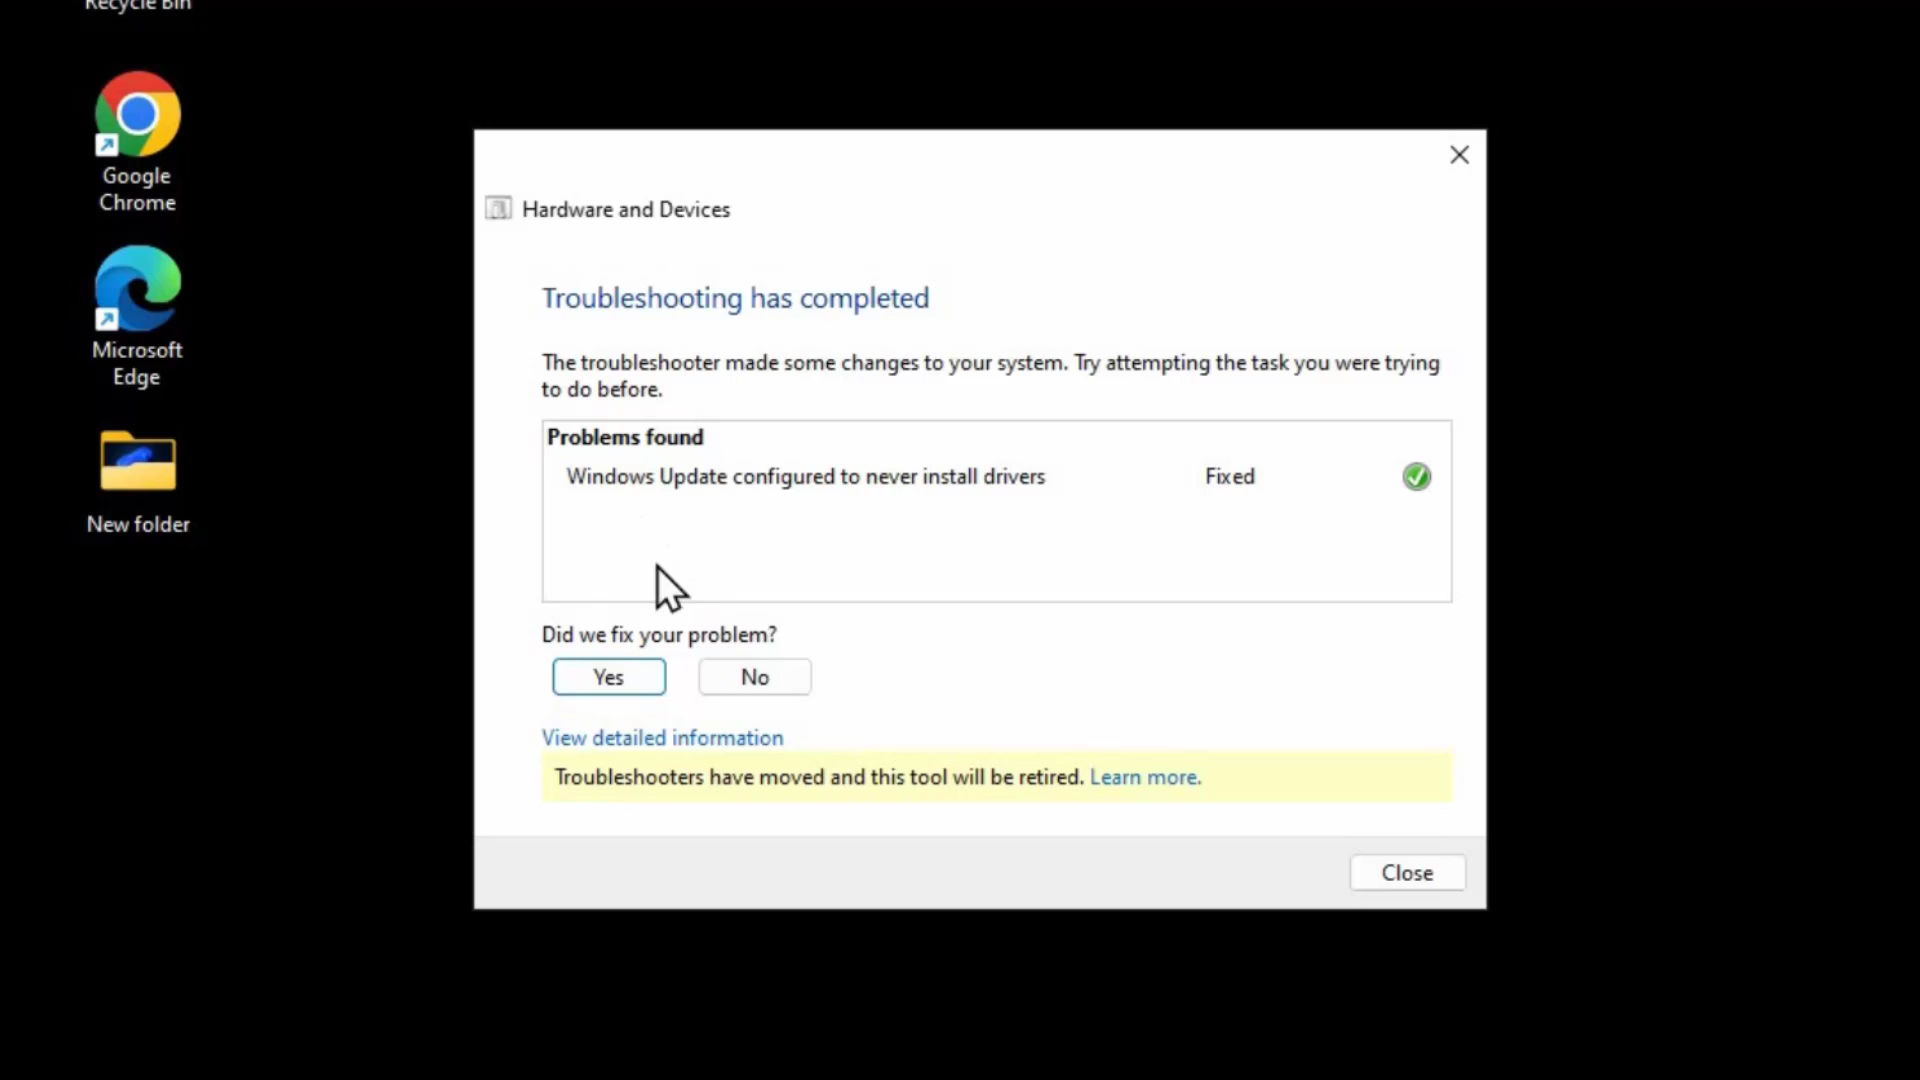 Recycle Bin
Google
Chrome
Microsoft
Edge
New folder
Hardware and Devices
Troubleshooting has completed
The troubleshooter made some changes to your system. Try attempting the task you were trying
to do before.
Problems found
Windows Update configured to never install drivers Fixed
Did we fix your problem?
Yes No
View detailed information
Troubleshooters have moved and this tool will be retired. Learn more.
Close